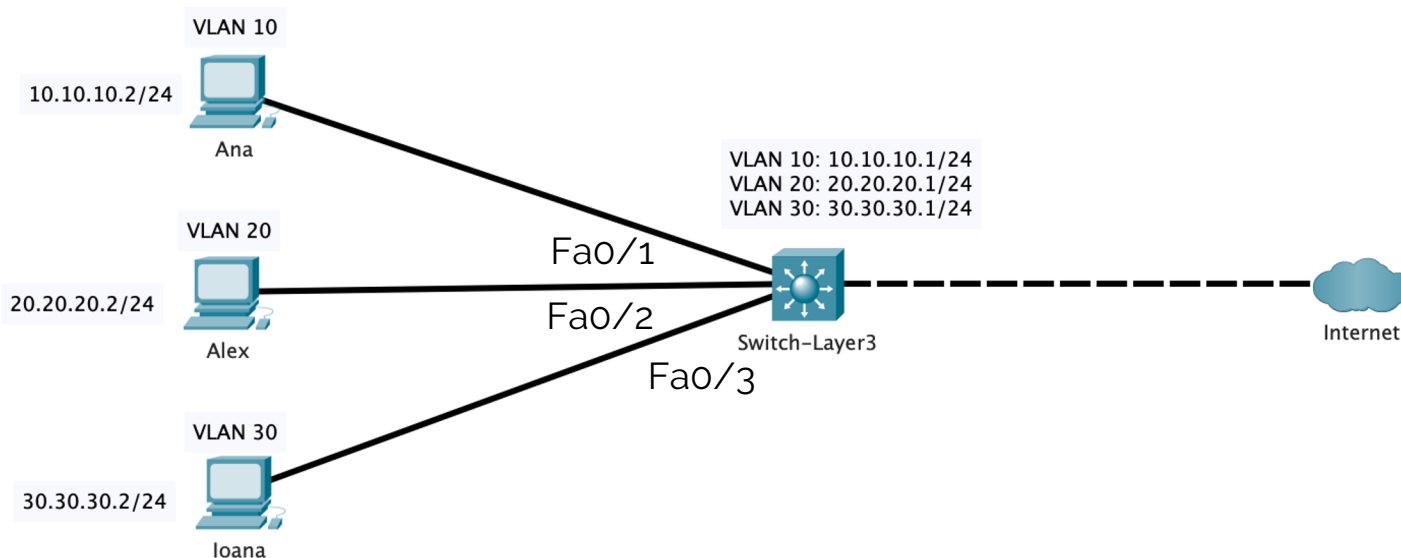 VLAN 10
10.10.10.2/24
Ana
VLAN 10: 10.10.10.1/24
VLAN 20: 20.20.20.1/24
VLAN 30: 30.30.30.1/24
VLAN 20
Fa0/1
20.20.20.2/24
Fa0/2
Alex
Switch-Layer3
Internet
Fa0/3
VLAN 30
30.30.30.2/24
Ioana